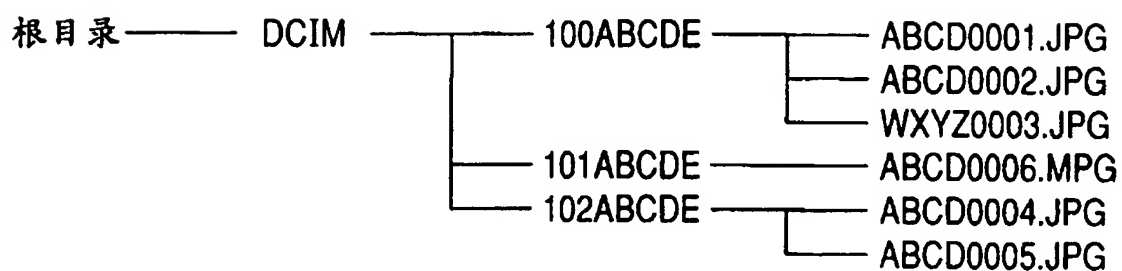 根目录 DCIM 100ABCDE ABCD0001.JPG
ABCD0002.JPG
WXYZ0003.JPG
101ABCDE ABCD0006.MPG
102ABCDE ABCD0004.JPG
ABCD0005.JPG